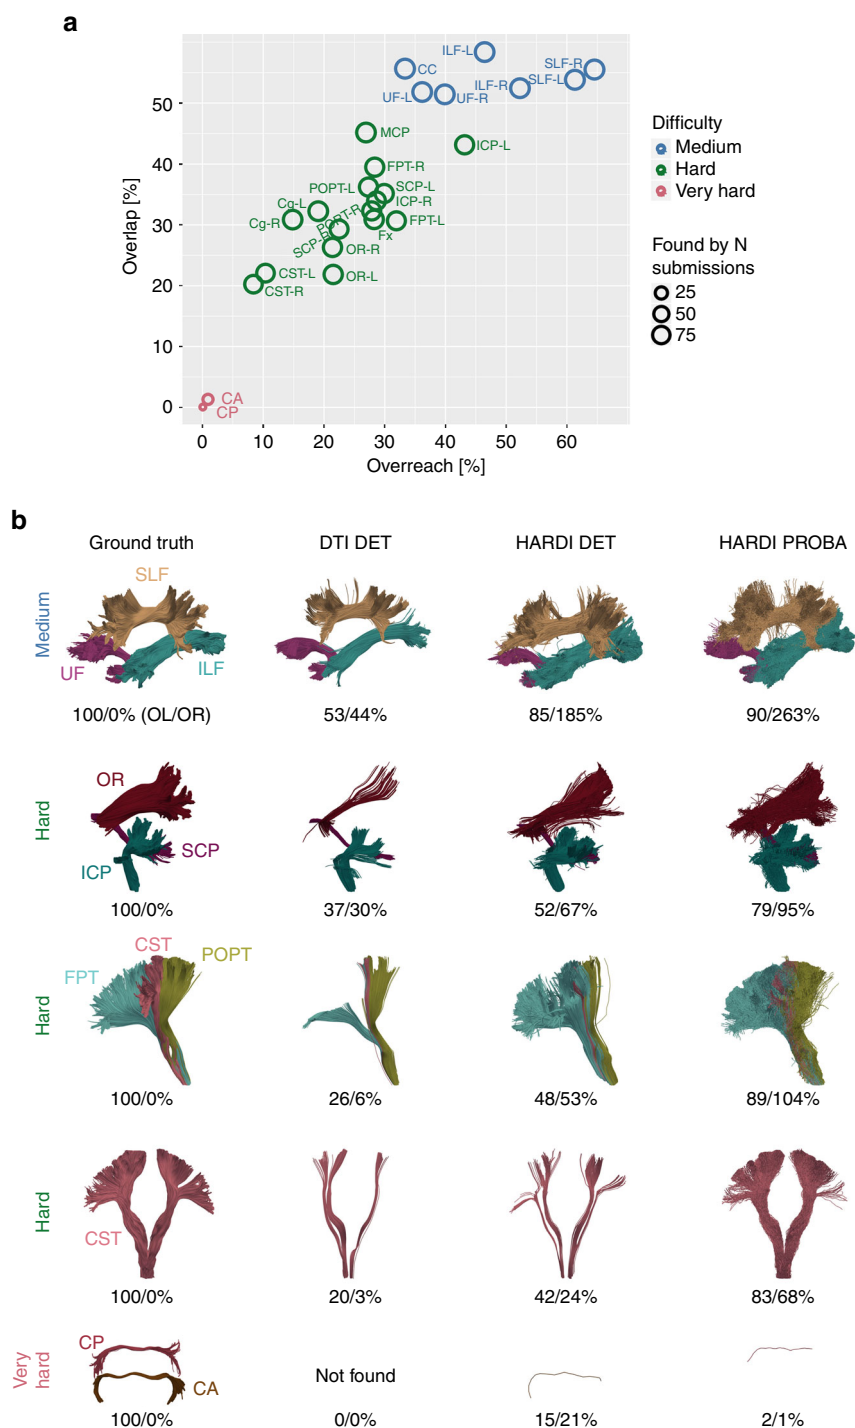 a
ILF-L
CC
SLF-R
SLF-L
ILF-R
UF-L
UF-R
MCP
ICP-L
FPT-R
POPT-L
SCP-L
ICP-R
Cg-L
POPT-R
Cg-R
FPT-L
Fx
SCP-R
OR-R
CST-L
OR-L
CST-R
CA
CP
50
40
30
20
10
0
Overlap [%]
0 10 20 30 40 50 60
Overreach [%]
Difficulty
Medium
Hard
Very hard
Found by N
submissions
25
50
75
b
Ground truth DTI DET HARDI DET HARDI PROBA
Medium
SLF
UF
ILF
100/0% (OL/OR) 53/44% 85/185% 90/263%
Hard
OR
SCP
ICP
100/0% 37/30% 52/67% 79/95%
Hard
CST
POPT
FPT
100/0% 26/6% 48/53% 89/104%
Hard
CST
100/0% 20/3% 42/24% 83/68%
Very
hard
CP
CA
Not found
100/0% 0/0% 15/21% 2/1%